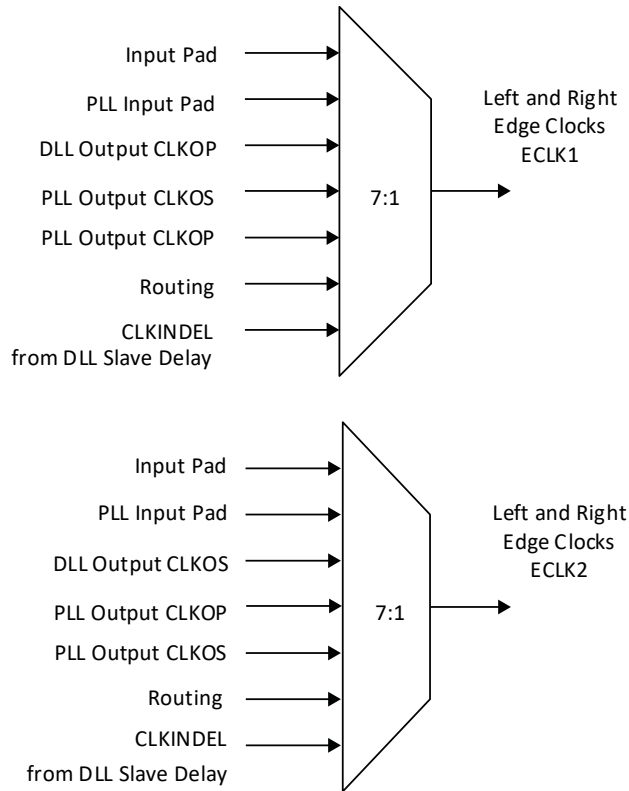 Input Pad
PLL Input Pad
DLL Output CLKOP
PLL Output CLKOS
PLL Output CLKOP
Routing
CLKINDEL
from DLL Slave Delay
7:1
Left and Right
Edge Clocks
ECLK1
Input Pad
PLL Input Pad
DLL Output CLKOS
PLL Output CLKOP
PLL Output CLKOS
Routing
CLKINDEL
from DLL Slave Delay
7:1
Left and Right
Edge Clocks
ECLK2